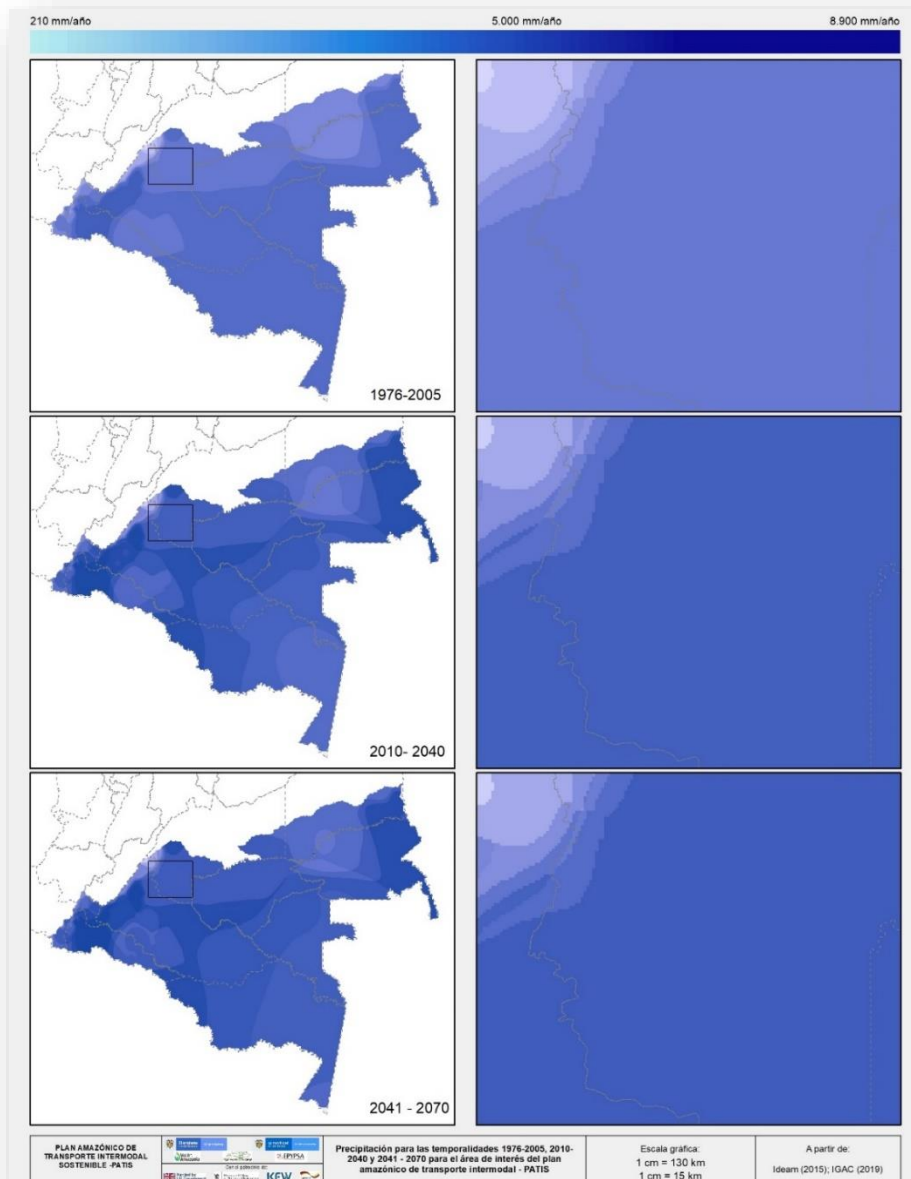 210 mm/año 5.000 mm/año 8.900 mm/año
1976-2005
2010- 2040
2041 - 2070
PLAN AMAZÓNICO DE
TRANSPORTE INTERMODAL
SOSTENIBLE -PATIS
EPYPSA
KFW
Precipitación para las temporalidades 1976-2005, 2010-
2040 y 2041 - 2070 para el área de interés del plan
amazónico de transporte intermodal - PATIS
Escala gráfica:
1 cm = 130 km
1 cm = 15 km
A partir de:
Ideam (2015); IGAC (2019)